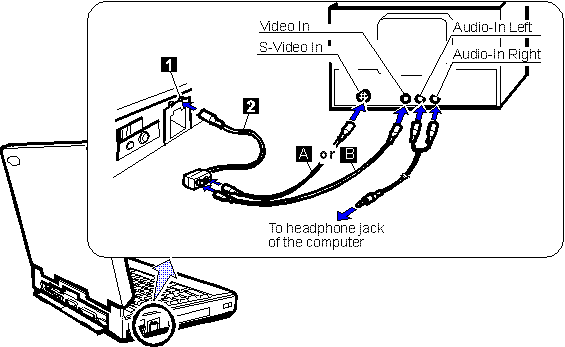 Video In
S-Video In
Audio-In Left
Audio-In Right
1
2
A or B
To headphone jack
of the computer